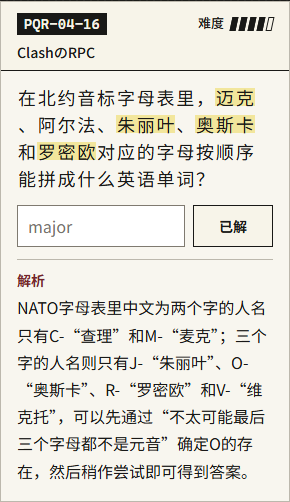 PQR-04-16
难度
ClashのRPC
在北约音标字母表里，迈克
、阿尔法、朱丽叶、奥斯卡
和罗密欧对应的字母按顺序
能拼成什么英语单词？
major
已解
解析
NATO字母表里中文为两个字的人名
只有C-“查理”和M-“麦克”；三个
字的人名则只有J-“朱丽叶”、O-
“奥斯卡”、R-“罗密欧”和V-“维
克托”，可以先通过“不太可能最后
三个字母都不是元音”确定O的存
在，然后稍作尝试即可得到答案。